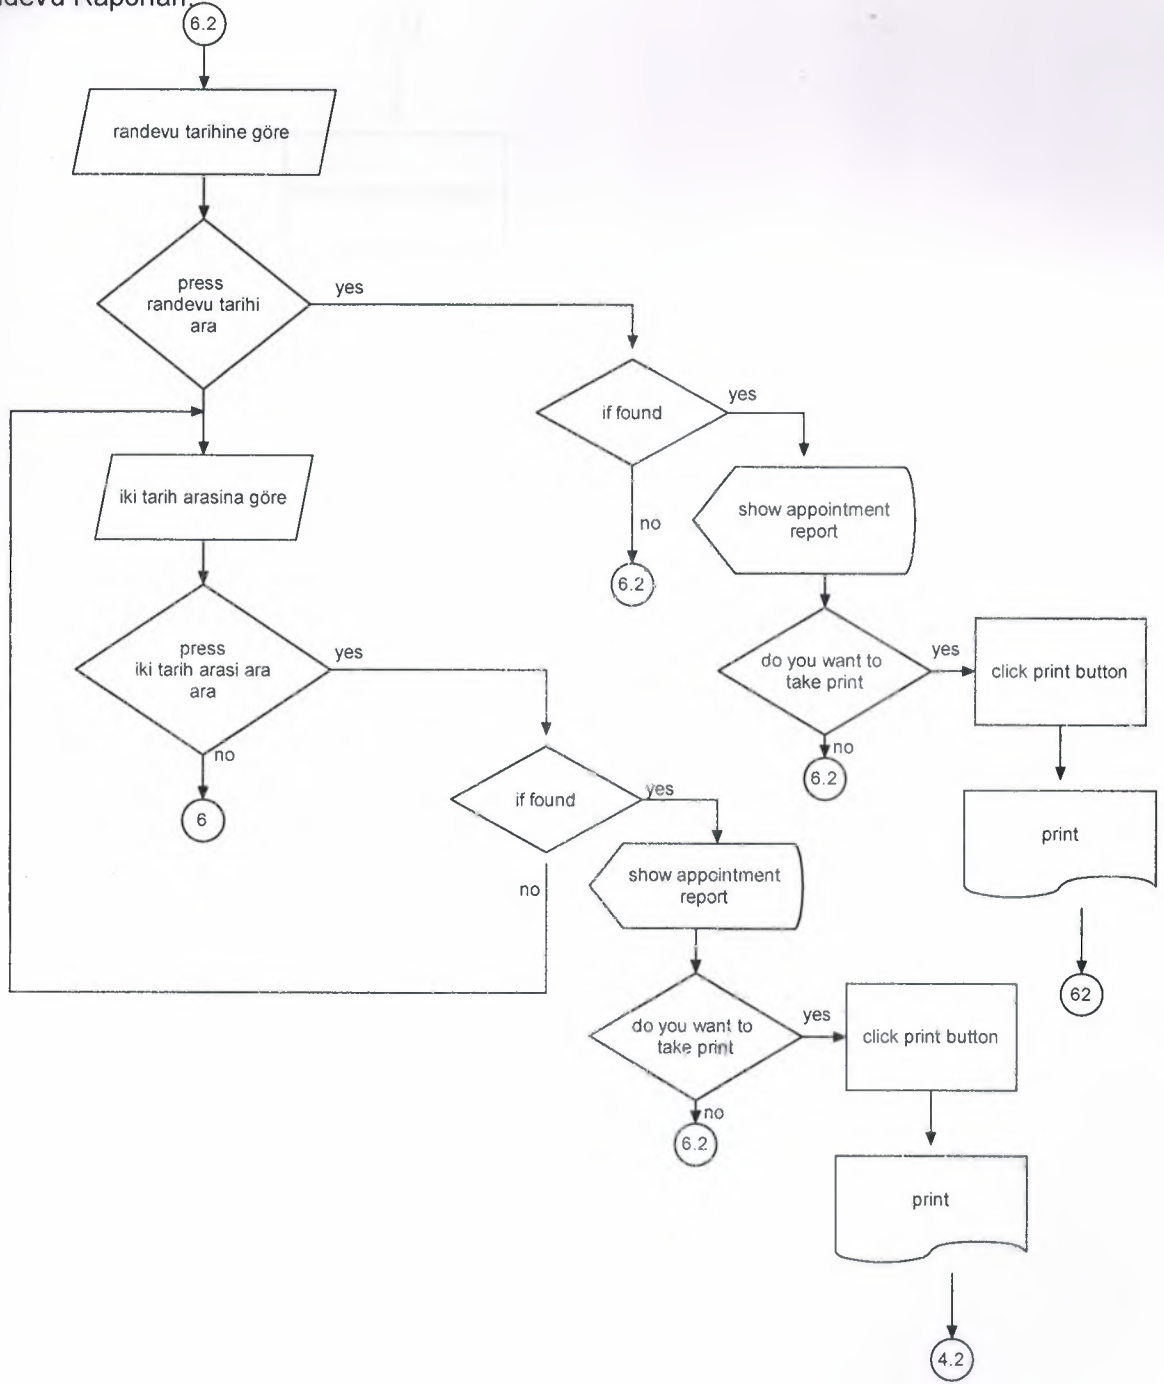 Raporları
6.2
randevu tarihine göre
press
randevu tarihi
ara
yes
if found
yes
no
6.2
show appointment
report
do you want to
take print
yes
click print button
no
6.2
print
62
iki tarih arasina göre
press
iki tarih arasi ara
ara
yes
no
6
if found
yes
no
show appointment
report
do you want to
take print
yes
click print button
no
6.2
print
4.2